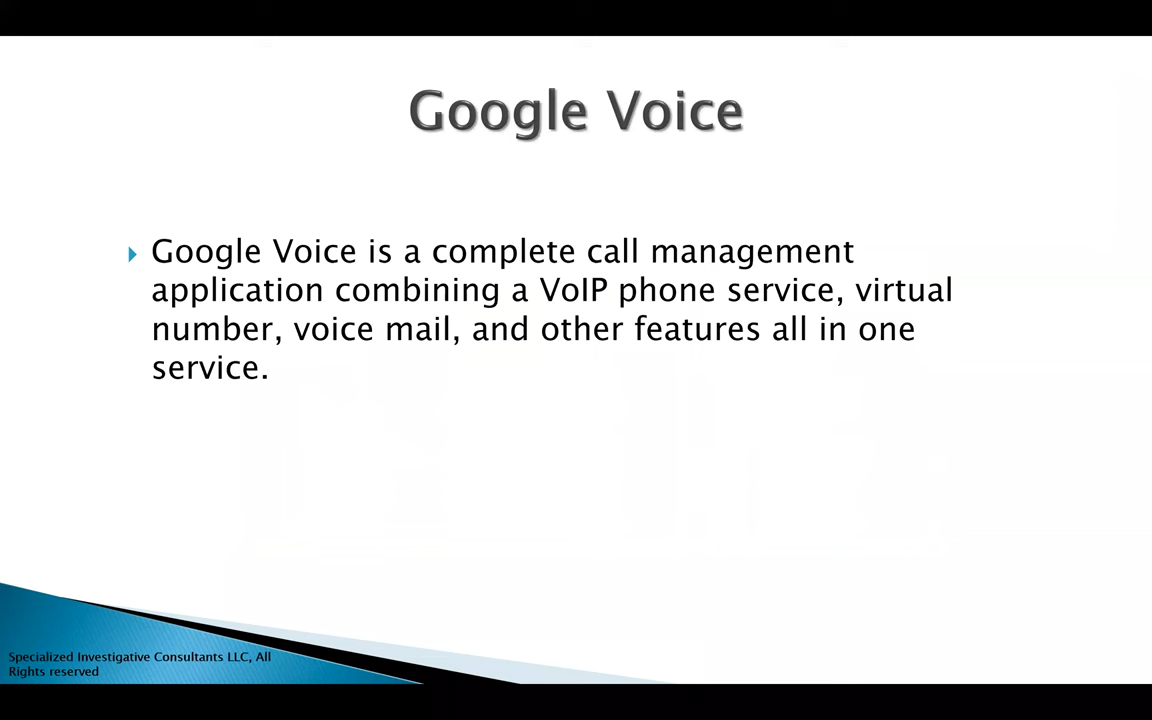 Google Voice
Google Voice is a complete call management
application combining a VoIP phone service, virtual
number, voice mail, and other features all in one
service.
Specialized Investigative Consultants LLC, All
Rights reserved